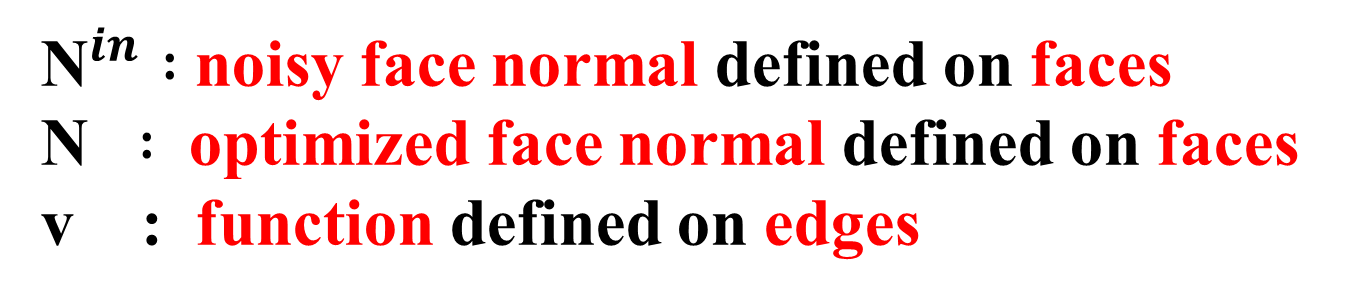 N^in : noisy face normal defined on faces
N : optimized face normal defined on faces
v : function defined on edges